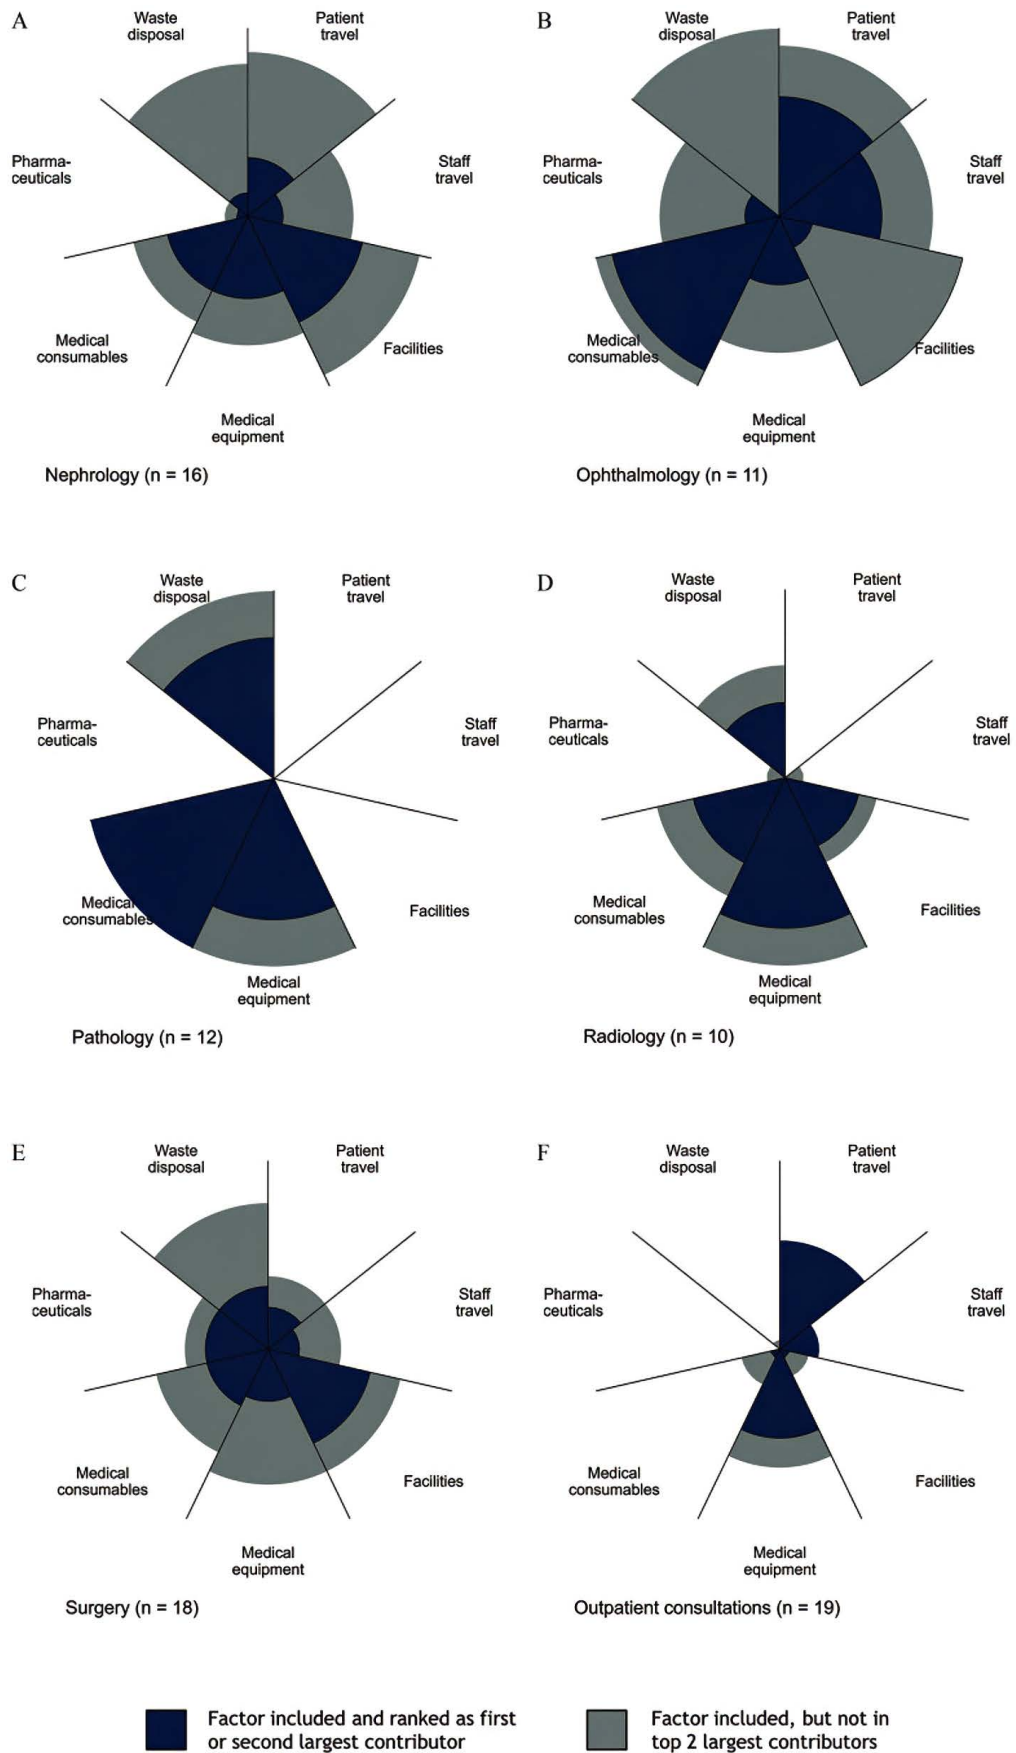 A
Waste
disposal
Patient
travel
Pharma-
ceuticals
Staff
travel
Medical
consumables
Facilities
Medical
equipment
Nephrology (n = 16)
B
Waste
disposal
Patient
travel
Pharma-
ceuticals
Staff
travel
Medical
consumables
Facilities
Medical
equipment
Ophthalmology (n = 11)
C
Waste
disposal
Patient
travel
Pharma-
ceuticals
Staff
travel
Medical
consumables
Facilities
Medical
equipment
Pathology (n = 12)
D
Waste
disposal
Patient
travel
Pharma-
ceuticals
Staff
travel
Medical
consumables
Facilities
Medical
equipment
Radiology (n = 10)
E
Waste
disposal
Patient
travel
Pharma-
ceuticals
Staff
travel
Medical
consumables
Facilities
Medical
equipment
Surgery (n = 18)
F
Waste
disposal
Patient
travel
Pharma-
ceuticals
Staff
travel
Medical
consumables
Facilities
Medical
equipment
Outpatient consultations (n = 19)
Factor included and ranked as first
or second largest contributor
Factor included, but not in
top 2 largest contributors